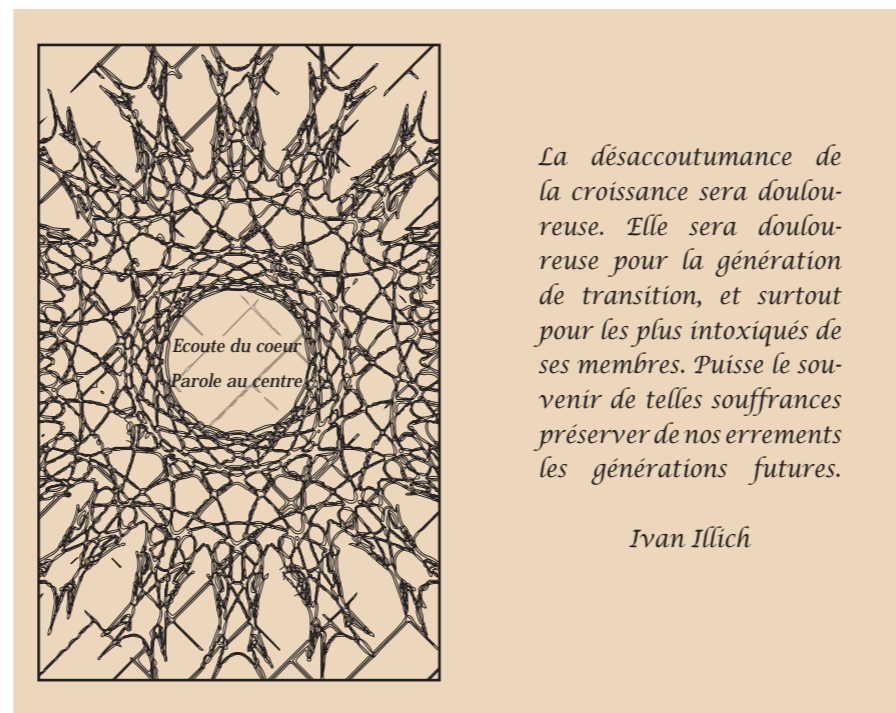 Ecoute du coeur
Parole au centre
La désaccoutumance de
la croissance sera doulou-
reuse. Elle sera doulou-
reuse pour la génération
de transition, et surtout
pour les plus intoxiqués de
ses membres. Puisse le sou-
venir de telles souffrances
préserver de nos errements
les générations futures.
Ivan Illich